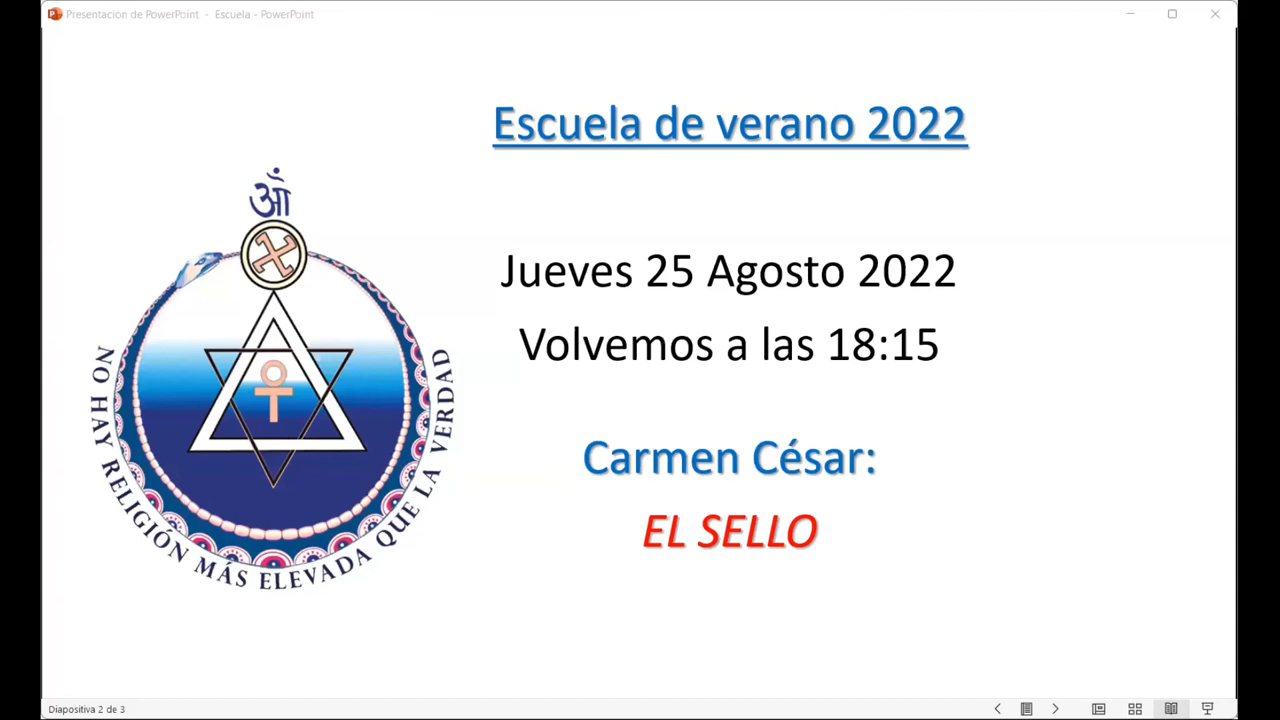 Presentación de PowerPoint - Escuela - PowerPoint
Escuela de verano 2022
Jueves 25 Agosto 2022
Volvemos a las 18:15
Carmen César:
EL SELLO
ॐ
NO HAY RELIGIÓN MÁS ELEVADA QUE LA VERDAD
Diapositiva 2 de 3